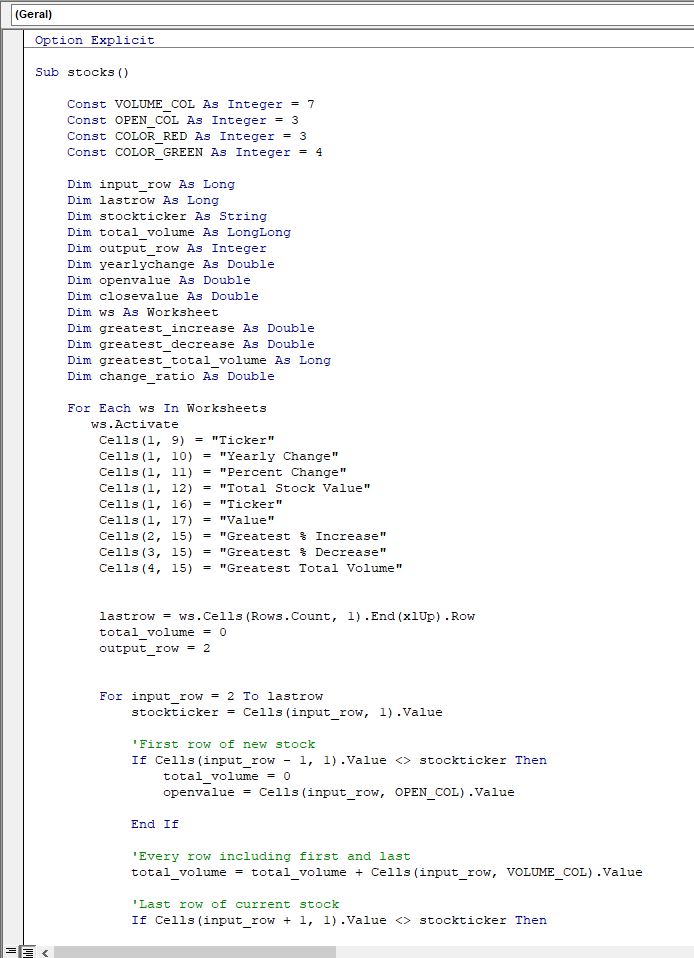 (Geral)
Option Explicit
Sub stocks()
Const VOLUME_COL As Integer = 7
Const OPEN_COL As Integer = 3
Const COLOR_RED As Integer = 3
Const COLOR_GREEN As Integer = 4
Dim input_row As Long
Dim lastrow As Long
Dim stockticker As String
Dim total_volume As LongLong
Dim output_row As Integer
Dim yearlychange As Double
Dim openvalue As Double
Dim closevalue As Double
Dim ws As Worksheet
Dim greatest_increase As Double
Dim greatest_decrease As Double
Dim greatest_total_volume As Long
Dim change_ratio As Double
For Each ws In Worksheets
ws.Activate
Cells(1, 9) = "Ticker"
Cells(1, 10) = "Yearly Change"
Cells(1, 11) = "Percent Change"
Cells(1, 12) = "Total Stock Value"
Cells(1, 16) = "Ticker"
Cells(1, 17) = "Value"
Cells(2, 15) = "Greatest % Increase"
Cells(3, 15) = "Greatest % Decrease"
Cells(4, 15) = "Greatest Total Volume"
lastrow = ws.Cells(Rows.Count, 1).End(xlUp).Row
total_volume = 0
output_row = 2
For input_row = 2 To lastrow
stockticker = Cells(input_row, 1).Value
'First row of new stock
If Cells(input_row - 1, 1).Value <> stockticker Then
total_volume = 0
openvalue = Cells(input_row, OPEN_COL).Value
End If
'Every row including first and last
total_volume = total_volume + Cells(input_row, VOLUME_COL).Value
'Last row of current stock
If Cells(input_row + 1, 1).Value <> stockticker Then